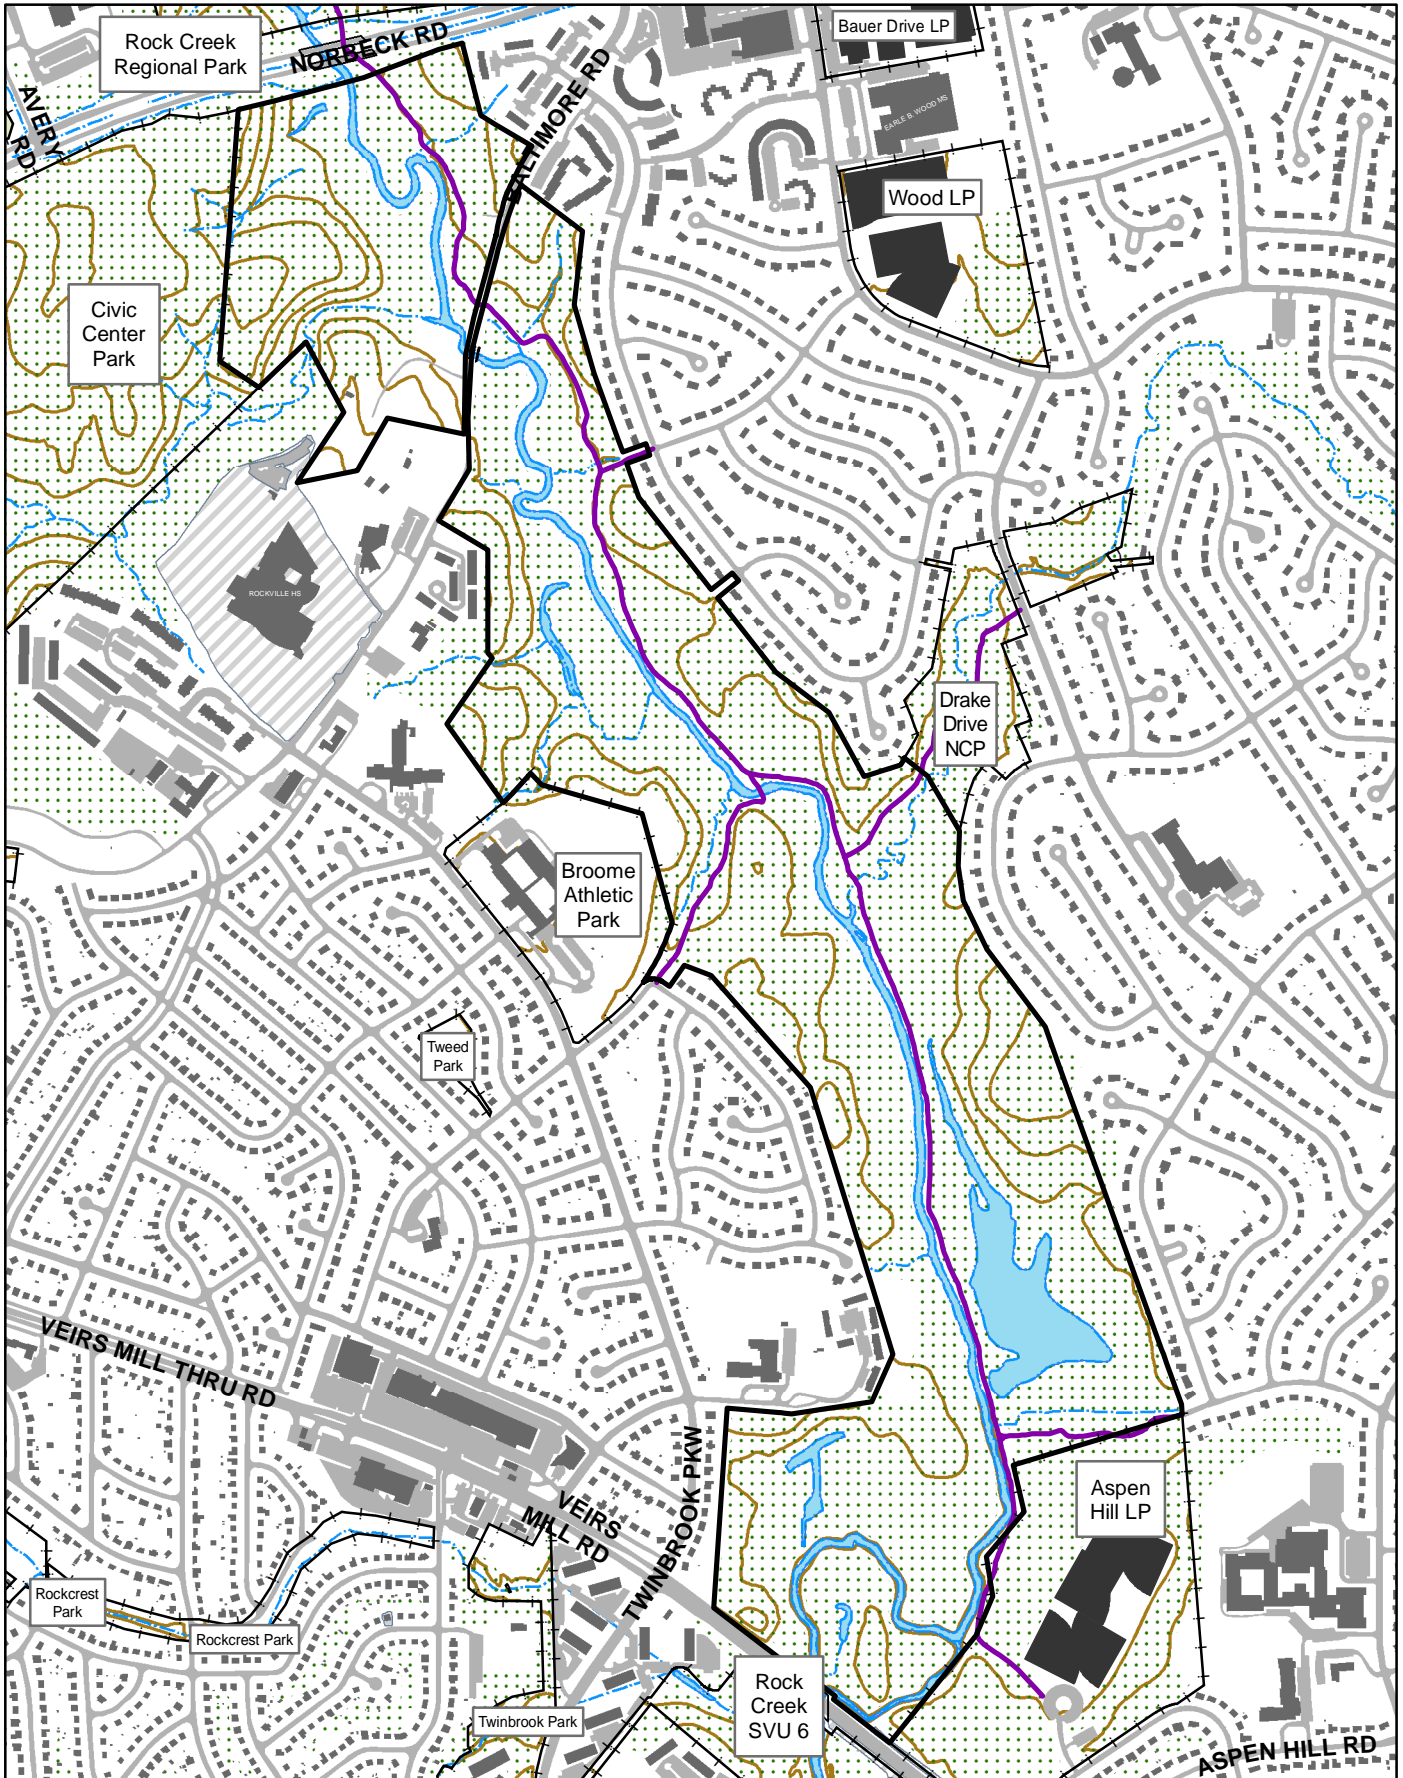 Bauer Drive LP
Rock Creek
Regional Park
NORBECK RD
BALTIMORE RD
AVERY
RD
EARLE B. WOOD MS
Wood LP
Civic
Center
Park
ROCKVILLE HS
Drake
Drive
NCP
Broome
Athletic
Park
Tweed
Park
VEIRS MILL THRU RD
TWINBROOK PKW
VEIRS
MILL RD
Aspen
Hill LP
Rockcrest
Park
Rockcrest Park
Rock
Creek
SVU 6
Twinbrook Park
ASPEN HILL RD